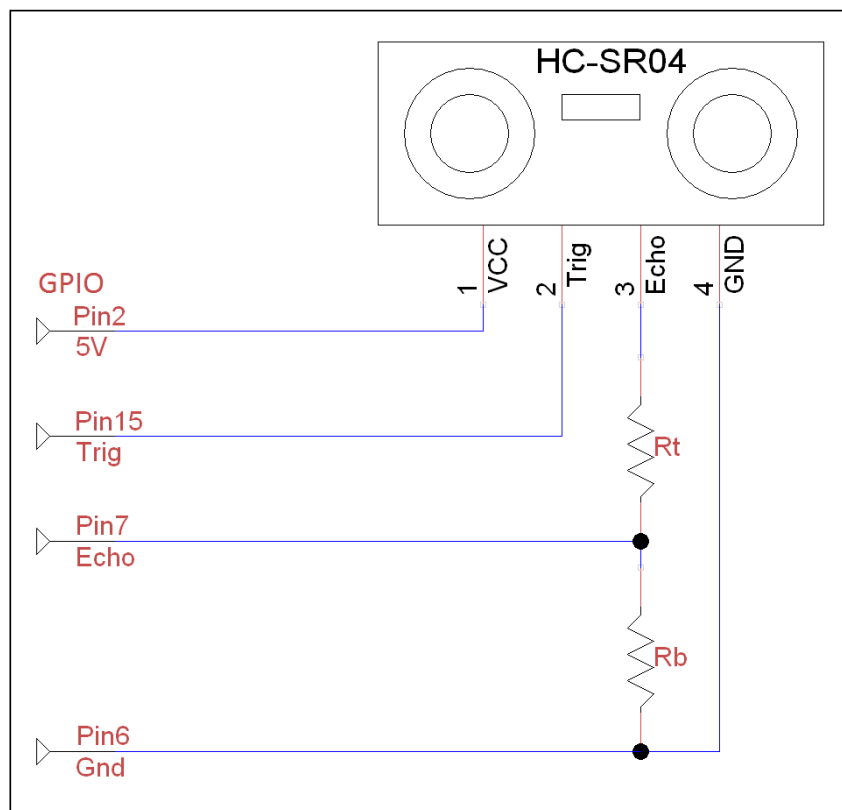 HC-SR04
1 VCC
2 Trig
3 Echo
4 GND
GPIO
Pin2
5V
Pin15
Trig
Rt
Pin7
Echo
Rb
Pin6
Gnd